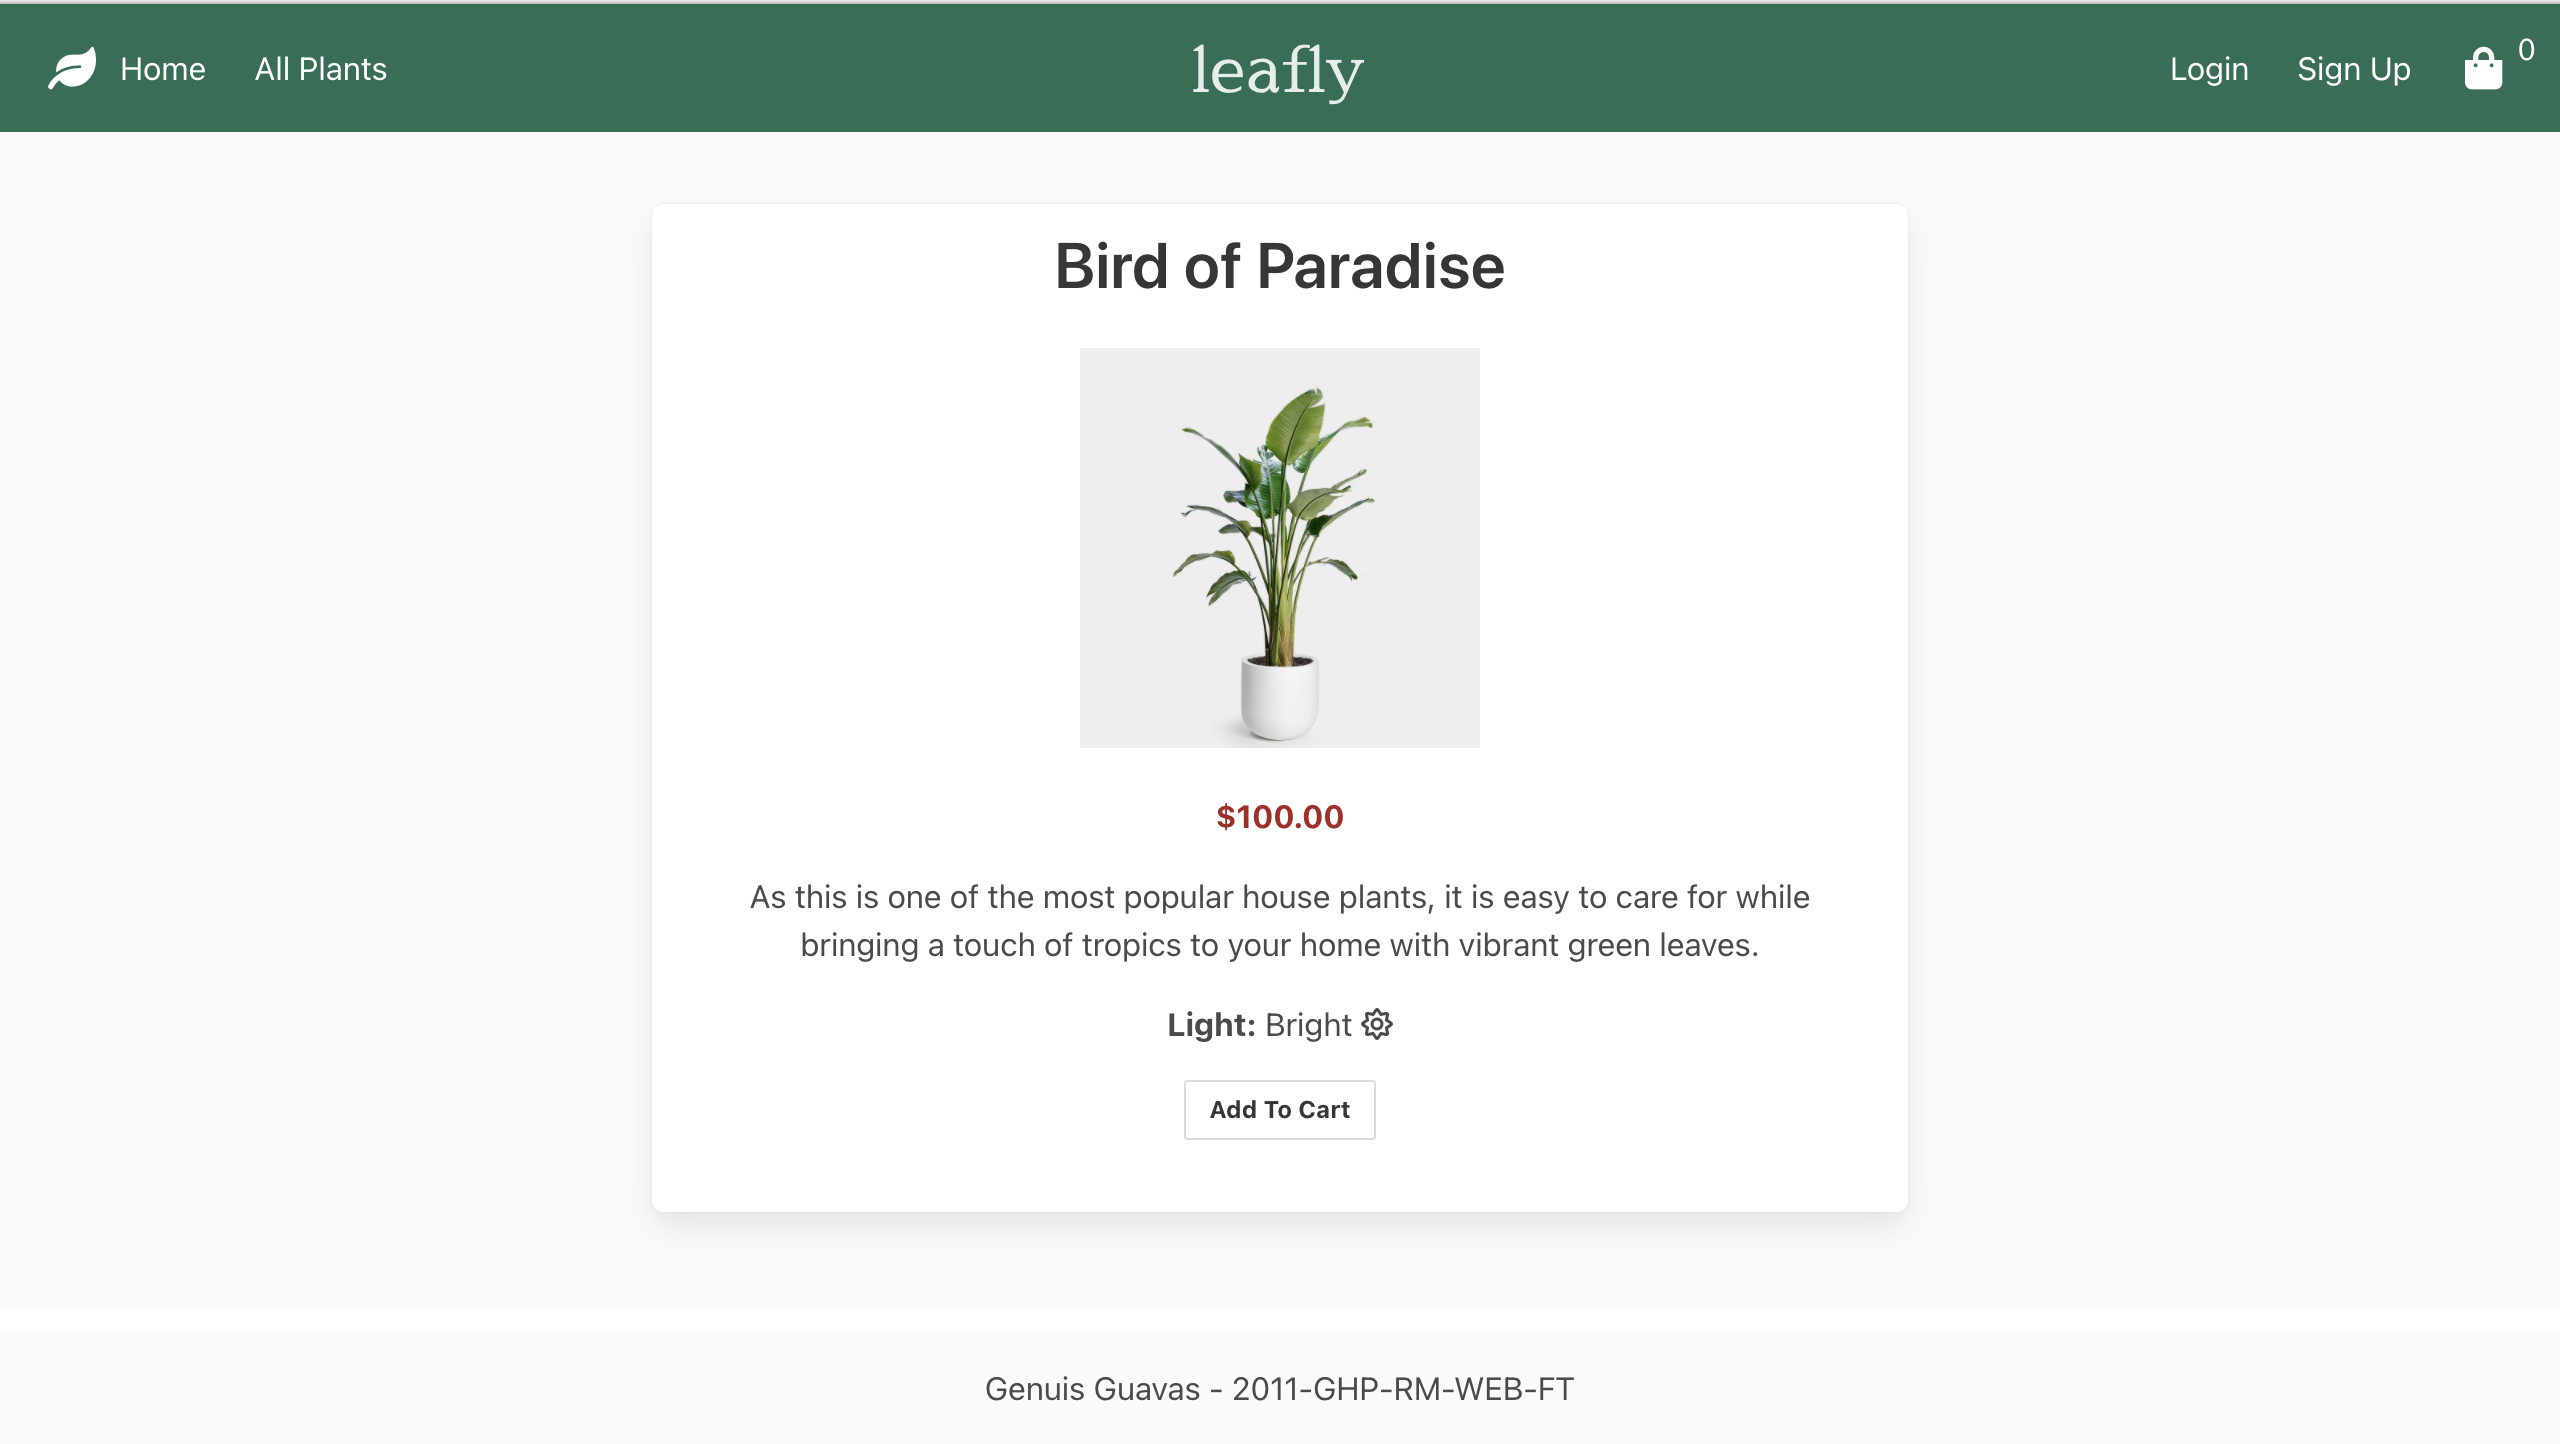 Home
All Plants
leafly
Login
Sign Up
0
Bird of Paradise
$100.00
As this is one of the most popular house plants, it is easy to care for while
bringing a touch of tropics to your home with vibrant green leaves.
Light: Bright
Add To Cart
Genuis Guavas - 2011-GHP-RM-WEB-FT